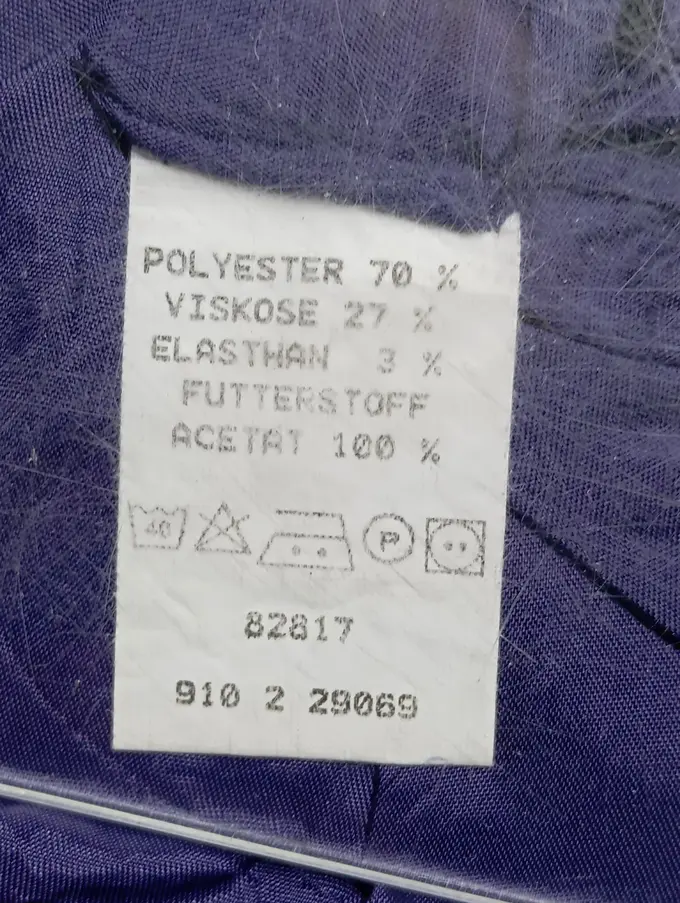 POLYESTER 70 %
VISKOSE 27 %
ELASTHAN 3 %
FUTTERSTOFF
ACETAT 100 %
40 P
82817
910 2 29069